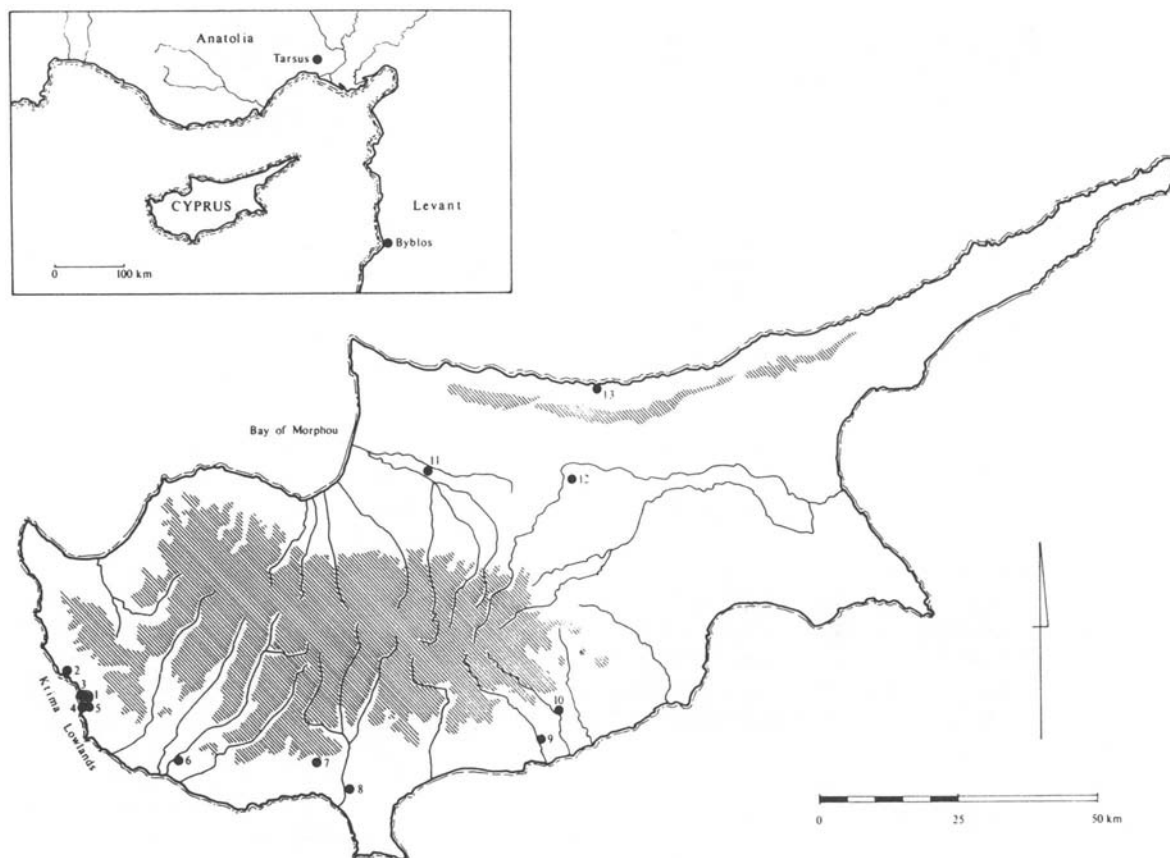 Anatolia
Tarsus
CYPRUS
Levant
Byblos
0 100 km
13
Bay of Morphou
11
12
2
3 1
4 5
Ktima Lowlands
10
9
6
7
8
0 25 50 km